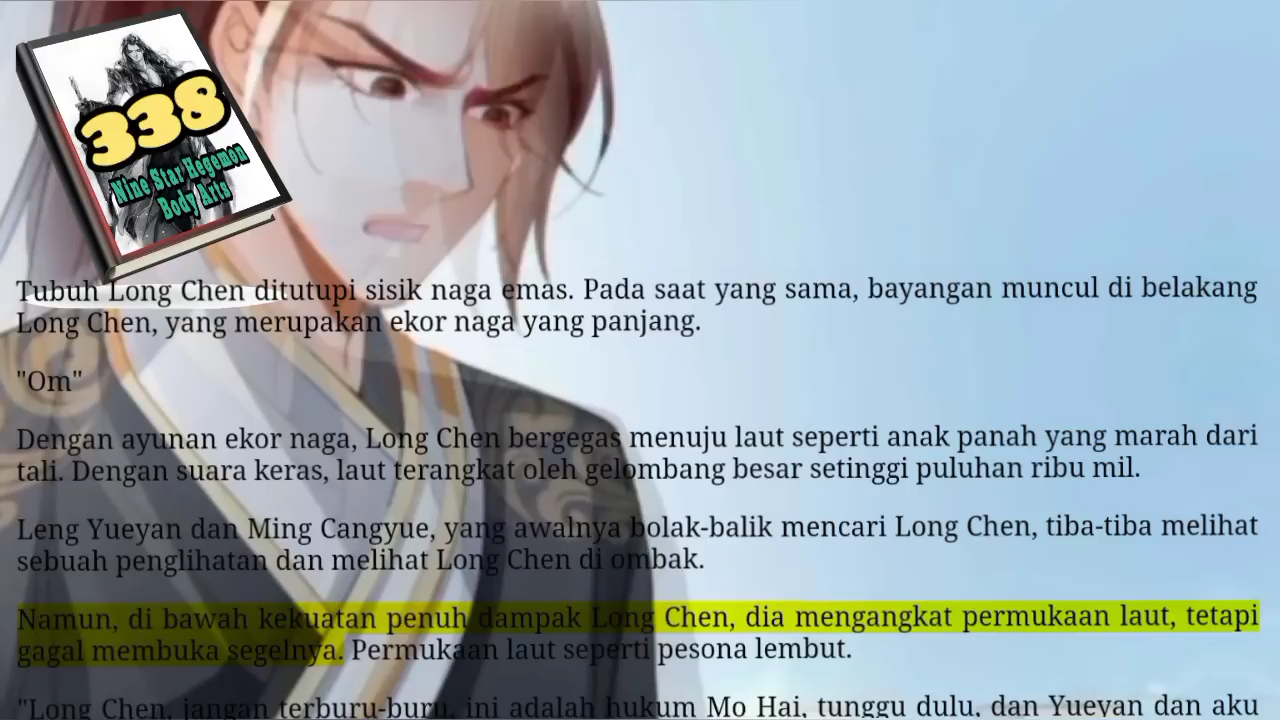 338
Nine Star Hegemon
Body Arts
Tubuh Long Chen ditutupi sisik naga emas. Pada saat yang sama, bayangan muncul di belakang
Long Chen, yang merupakan ekor naga yang panjang.
"Om"
Dengan ayunan ekor naga, Long Chen bergegas menuju laut seperti anak panah yang marah dari
tali. Dengan suara keras, laut terangkat oleh gelombang besar setinggi puluhan ribu mil.
Leng Yueyan dan Ming Cangyue, yang awalnya bolak-balik mencari Long Chen, tiba-tiba melihat
sebuah penglihatan dan melihat Long Chen di ombak.
Namun, di bawah kekuatan penuh dampak Long Chen, dia mengangkat permukaan laut, tetapi
gagal membuka segelnya. Permukaan laut seperti pesona lembut.
"Long Chen, jangan terburu-buru, ini adalah hukum Mo Hai, tunggu dulu, dan Yueyan dan aku